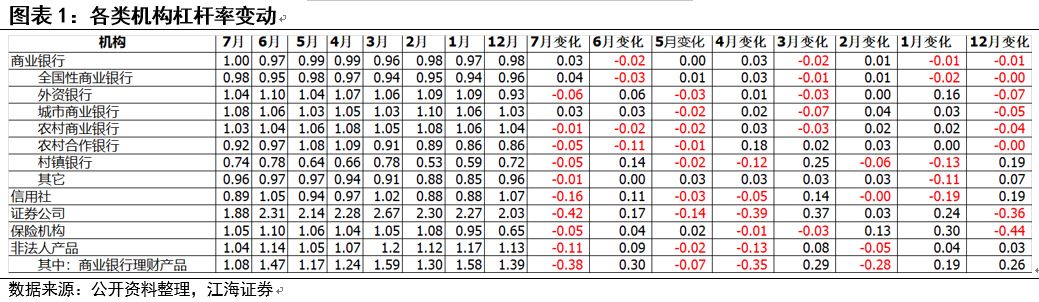 图表 1：各类机构杠杆率变动
机构 7月 6月 5月 4月 3月 2月 1月 12月 7月变化 6月变化 5月变化 4月变化 3月变化 2月变化 1月变化 12月变化
商业银行 1.00 0.97 0.99 0.99 0.96 0.98 0.97 0.98 0.03 -0.02 0.00 0.03 -0.02 0.01 -0.01 -0.01
全国性商业银行 0.98 0.95 0.98 0.97 0.94 0.95 0.94 0.96 0.04 -0.03 0.01 0.03 -0.01 0.01 -0.02 -0.00
外资银行 1.04 1.10 1.04 1.07 1.06 1.09 1.09 0.93 -0.06 0.06 -0.03 0.01 -0.03 0.00 0.16 -0.07
城市商业银行 1.08 1.06 1.03 1.05 1.03 1.10 1.06 1.03 0.03 0.03 -0.02 0.02 -0.07 0.04 0.03 -0.05
农村商业银行 1.03 1.04 1.06 1.08 1.05 1.08 1.06 1.04 -0.01 -0.02 -0.02 0.03 -0.03 0.02 0.02 -0.04
农村合作银行 0.92 0.97 1.08 1.09 0.91 0.89 0.86 0.86 -0.05 -0.11 -0.01 0.18 0.02 0.03 0.00 -0.00
村镇银行 0.74 0.78 0.64 0.66 0.78 0.53 0.59 0.72 -0.05 0.14 -0.02 -0.12 0.25 -0.06 -0.13 0.19
其它 0.96 0.97 0.97 0.94 0.91 0.88 0.85 0.96 -0.01 0.00 0.03 0.03 0.03 0.03 -0.11 0.07
信用社 0.89 1.05 0.94 0.97 1.02 0.88 0.88 1.07 -0.16 0.11 -0.03 -0.05 0.14 -0.00 -0.19 0.19
证券公司 1.88 2.31 2.14 2.28 2.67 2.30 2.27 2.03 -0.42 0.17 -0.14 -0.39 0.37 0.03 0.24 -0.36
保险机构 1.05 1.10 1.06 1.04 1.05 1.08 0.95 0.65 -0.05 0.04 0.02 -0.01 -0.03 0.13 0.30 -0.44
非法人产品 1.04 1.14 1.05 1.07 1.2 1.12 1.17 1.13 -0.11 0.09 -0.02 -0.13 0.08 -0.05 0.04 0.03
其中：商业银行理财产品 1.08 1.47 1.17 1.24 1.59 1.30 1.58 1.39 -0.38 0.30 -0.07 -0.35 0.29 -0.28 0.19 0.26
数据来源：公开资料整理，江海证券